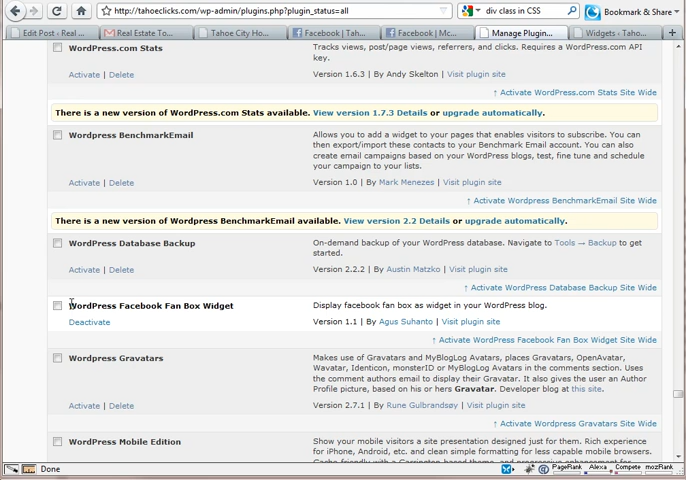 http://tahoeclicks.com/wp-admin/plugins.php?plugin_status=all
div class in CSS
Bookmark & Share
Edit Post ‹ Real ...
Real Estate To...
Tahoe City Ho...
Facebook | Tah...
Facebook | Mc...
Manage Plugin...
Widgets ‹ Taho...
WordPress.com Stats
Tracks views, post/page views, referrers, and clicks. Requires a WordPress.com API
key.
Activate | Delete
Version 1.6.3 | By Andy Skelton | Visit plugin site
↑ Activate WordPress.com Stats Site Wide
There is a new version of WordPress.com Stats available. View version 1.7.3 Details or upgrade automatically.
Wordpress BenchmarkEmail
Allows you to add a widget to your pages that enables visitors to subscribe. You can
then export/import these contacts to your Benchmark Email account. You can also
create email campaigns based on your WordPress blogs, test, fine tune and schedule
your campaign to your lists.
Activate | Delete
Version 1.0 | By Mark Menezes | Visit plugin site
↑ Activate Wordpress BenchmarkEmail Site Wide
There is a new version of Wordpress BenchmarkEmail available. View version 2.2 Details or upgrade automatically.
WordPress Database Backup
On-demand backup of your WordPress database. Navigate to Tools → Backup to get
started.
Activate | Delete
Version 2.2.2 | By Austin Matzko | Visit plugin site
↑ Activate WordPress Database Backup Site Wide
WordPress Facebook Fan Box Widget
Display facebook fan box as widget in your WordPress blog.
Deactivate
Version 1.1 | By Agus Suhanto | Visit plugin site
↑ Activate WordPress Facebook Fan Box Widget Site Wide
Wordpress Gravatars
Makes use of Gravatars and MyBlogLog Avatars, places Gravatars, OpenAvatar,
Wavatar, Identicon, monsterID or MyBlogLog Avatars in the comments section. Uses
the comment authors email to display their Gravatar. It also gives the user an Author
Profile picture, based on his or hers Gravatar. Developer blog at this site.
Activate | Delete
Version 2.7.1 | By Rune Gulbrandsøy | Visit plugin site
↑ Activate Wordpress Gravatars Site Wide
WordPress Mobile Edition
Show your mobile visitors a site presentation designed just for them. Rich experience
for iPhone, Android, etc. and clean simple formatting for less capable mobile browsers.
Done
PageRank
Alexa
Compete
mozRank